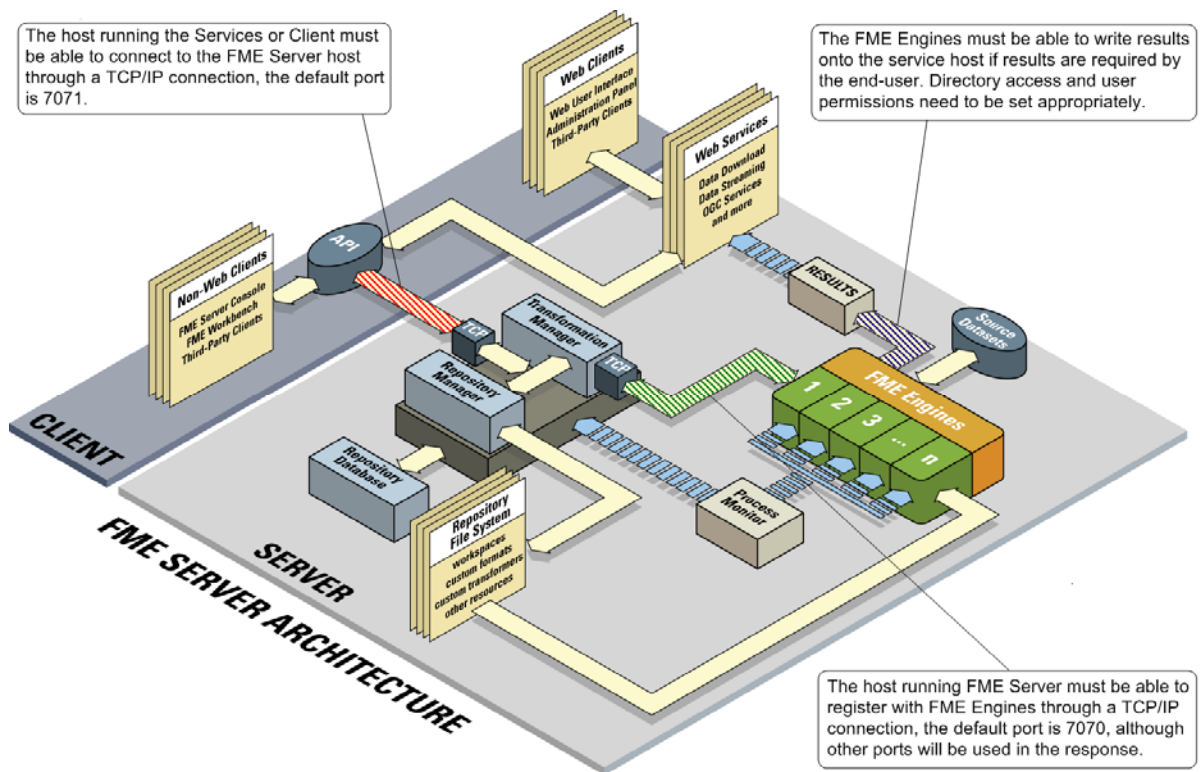 The host running the Services or Client must
be able to connect to the FME Server host
through a TCP/IP connection, the default port
is 7071.
The FME Engines must be able to write results
onto the service host if results are required by
the end-user. Directory access and user
permissions need to be set appropriately.
Web Clients
Web User Interface
Administration Panel
Third-Party Clients
Web Services
Data Download
Data Streaming
OGC Services
and more
API
Non-Web Clients
FME Server Console
FME Workbench
Third-Party Clients
RESULTS
Source
Datasets
TCP
Transformation
Manager
TCP
Repository
Manager
FME Engines
1
2
3
...
n
Repository
Database
Process
Monitor
Repository
File System
workspaces
custom formats
custom transformers
other resources
CLIENT
SERVER
FME SERVER ARCHITECTURE
The host running FME Server must be able to
register with FME Engines through a TCP/IP
connection, the default port is 7070, although
other ports will be used in the response.